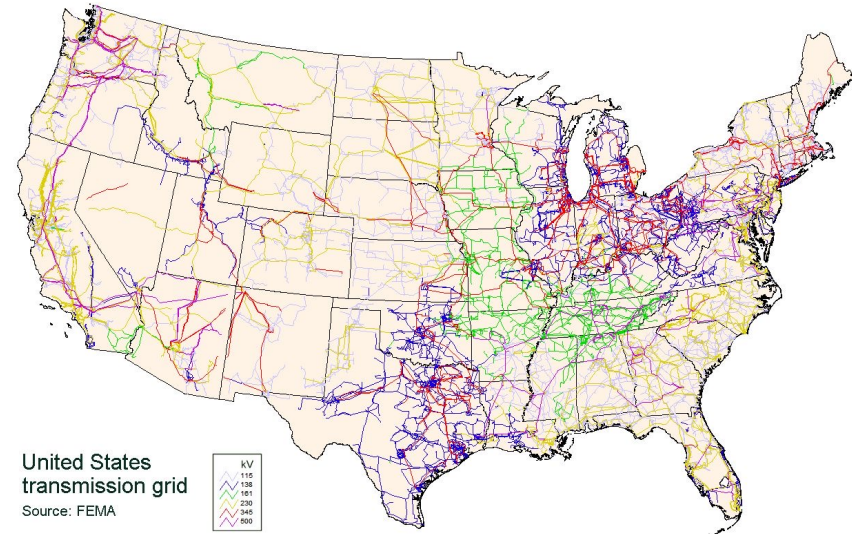 United States
transmission grid
Source: FEMA
kV
115
138
161
230
345
500